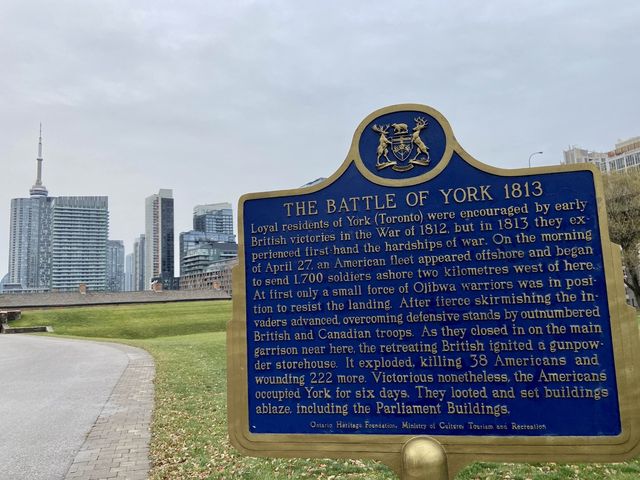 THE BATTLE OF YORK 1813
Loyal residents of York (Toronto) were encouraged by early
British victories in the War of 1812, but in 1813 they ex-
perienced first-hand the hardships of war. On the morning
of April 27, an American fleet appeared offshore and began
to send 1,700 soldiers ashore two kilometres west of here.
At first only a small force of Ojibwa warriors was in posi-
tion to resist the landing. After fierce skirmishing the in-
vaders advanced, overcoming defensive stands by outnumbered
British and Canadian troops. As they closed in on the main
garrison near here, the retreating British ignited a gunpow-
der storehouse. It exploded, killing 38 Americans and
wounding 222 more. Victorious nonetheless, the Americans
occupied York for six days. They looted and set buildings
ablaze, including the Parliament Buildings.
Ontario Heritage Foundation, Ministry of Culture, Tourism and Recreation